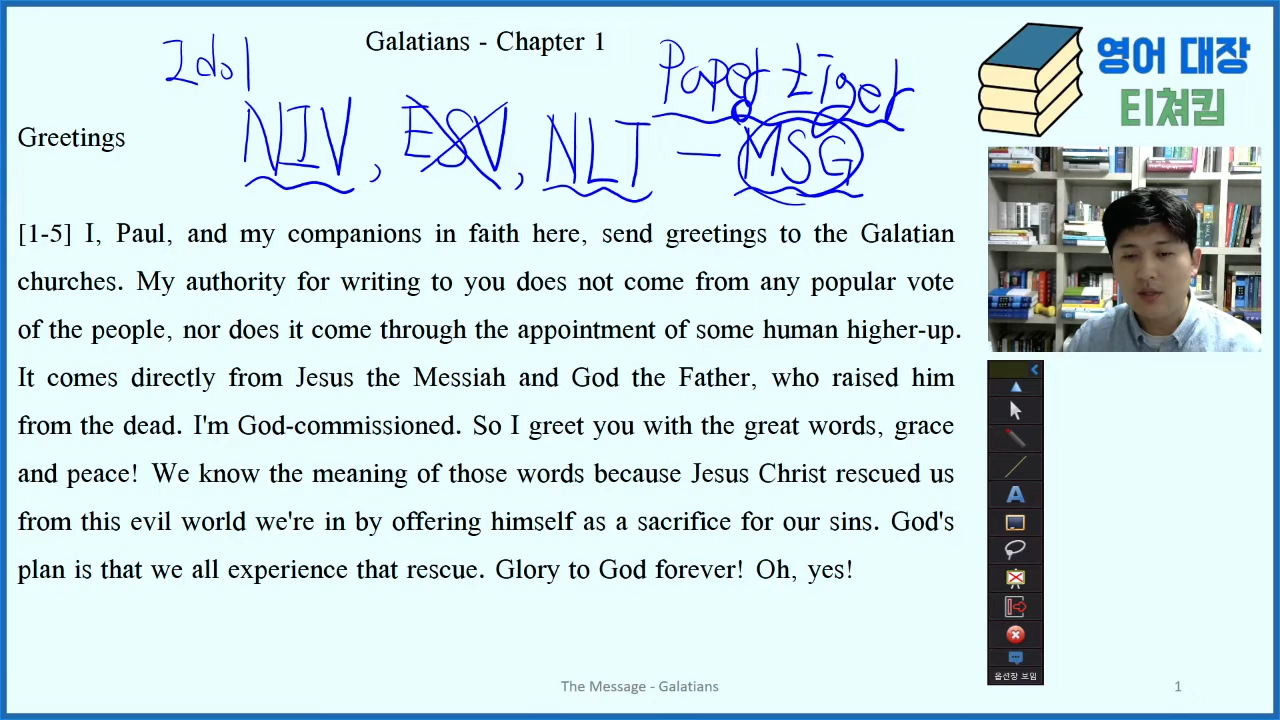 Galatians - Chapter 1
Idol
Paper tiger
영어 대장
티쳐킴
Greetings
NIV, ESV, NLT - MSG
[1-5] I, Paul, and my companions in faith here, send greetings to the Galatian
churches. My authority for writing to you does not come from any popular vote
of the people, nor does it come through the appointment of some human higher-up.
It comes directly from Jesus the Messiah and God the Father, who raised him
from the dead. I'm God-commissioned. So I greet you with the great words, grace
and peace! We know the meaning of those words because Jesus Christ rescued us
from this evil world we're in by offering himself as a sacrifice for our sins. God's
plan is that we all experience that rescue. Glory to God forever! Oh, yes!
A
옵션창 보임
The Message - Galatians
1